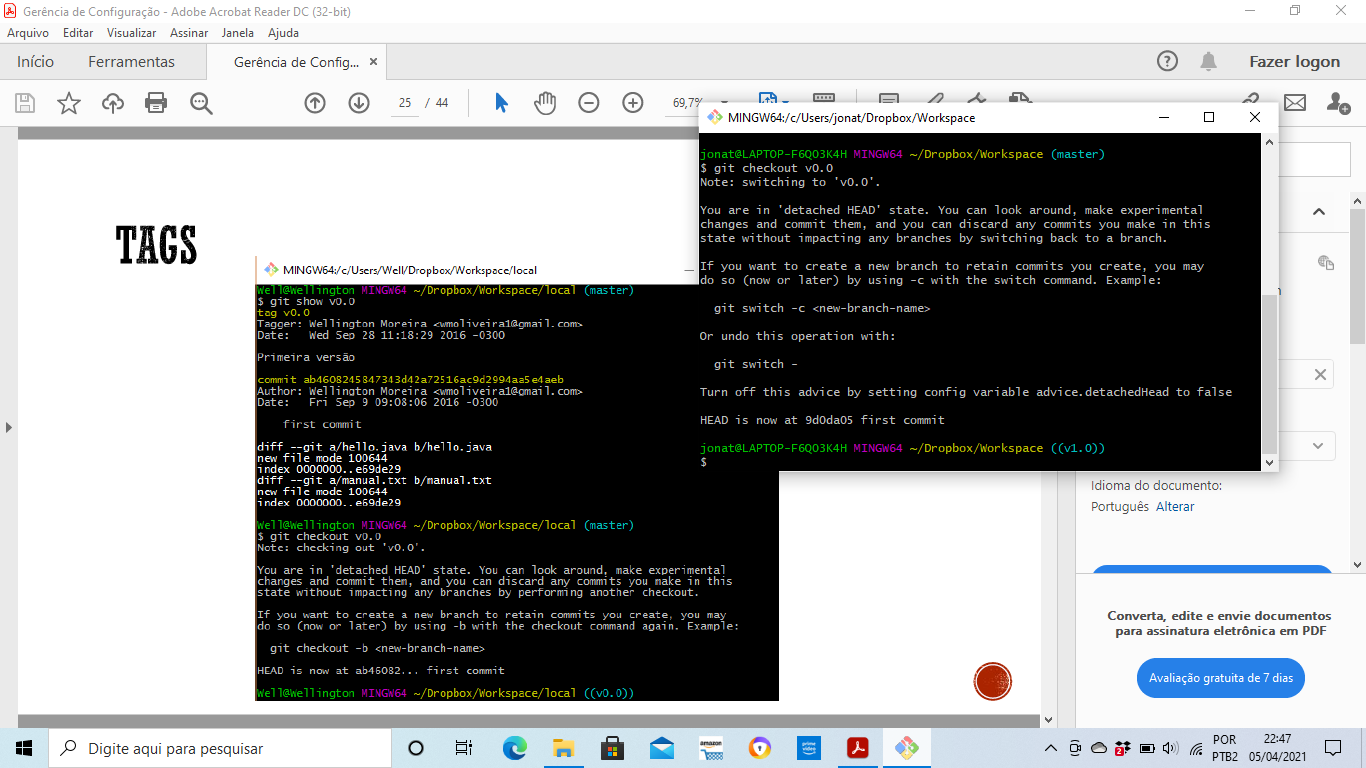 Gerência de Configuração - Adobe Acrobat Reader DC (32-bit)
Arquivo Editar Visualizar Assinar Janela Ajuda
Início Ferramentas Gerência de Config... Fazer logon
25 / 44 69,7%
TAGS
MINGW64:/c/Users/Well/Dropbox/Workspace/local
Well@Wellington MINGW64 ~/Dropbox/Workspace/local (master)
$ git show v0.0
tag v0.0
Tagger: Wellington Moreira <wmoliveira1@gmail.com>
Date: Wed Sep 28 11:18:29 2016 -0300
Primeira versão
commit ab4608245847343d42a72516ac9d2994aa5e4aeb
Author: Wellington Moreira <wmoliveira1@gmail.com>
Date: Fri Sep 9 09:08:06 2016 -0300
first commit
diff --git a/hello.java b/hello.java
new file mode 100644
index 0000000..e69de29
diff --git a/manual.txt b/manual.txt
new file mode 100644
index 0000000..e69de29
Well@Wellington MINGW64 ~/Dropbox/Workspace/local (master)
$ git checkout v0.0
Note: checking out 'v0.0'.
You are in 'detached HEAD' state. You can look around, make experimental
changes and commit them, and you can discard any commits you make in this
state without impacting any branches by performing another checkout.
If you want to create a new branch to retain commits you create, you may
do so (now or later) by using -b with the checkout command again. Example:
git checkout -b <new-branch-name>
HEAD is now at ab46082... first commit
Well@Wellington MINGW64 ~/Dropbox/Workspace/local ((v0.0))
MINGW64:/c/Users/jonat/Dropbox/Workspace
jonat@LAPTOP-F6QO3K4H MINGW64 ~/Dropbox/Workspace (master)
$ git checkout v0.0
Note: switching to 'v0.0'.
You are in 'detached HEAD' state. You can look around, make experimental
changes and commit them, and you can discard any commits you make in this
state without impacting any branches by switching back to a branch.
If you want to create a new branch to retain commits you create, you may
do so (now or later) by using -c with the switch command. Example:
git switch -c <new-branch-name>
Or undo this operation with:
git switch -
Turn off this advice by setting config variable advice.detachedHead to false
HEAD is now at 9d0da05 first commit
jonat@LAPTOP-F6QO3K4H MINGW64 ~/Dropbox/Workspace ((v1.0))
$
Idioma do documento:
Português Alterar
Converta, edite e envie documentos
para assinatura eletrônica em PDF
Avaliação gratuita de 7 dias
Digite aqui para pesquisar
amazon
prime video
2
POR
PTB2
22:47
05/04/2021